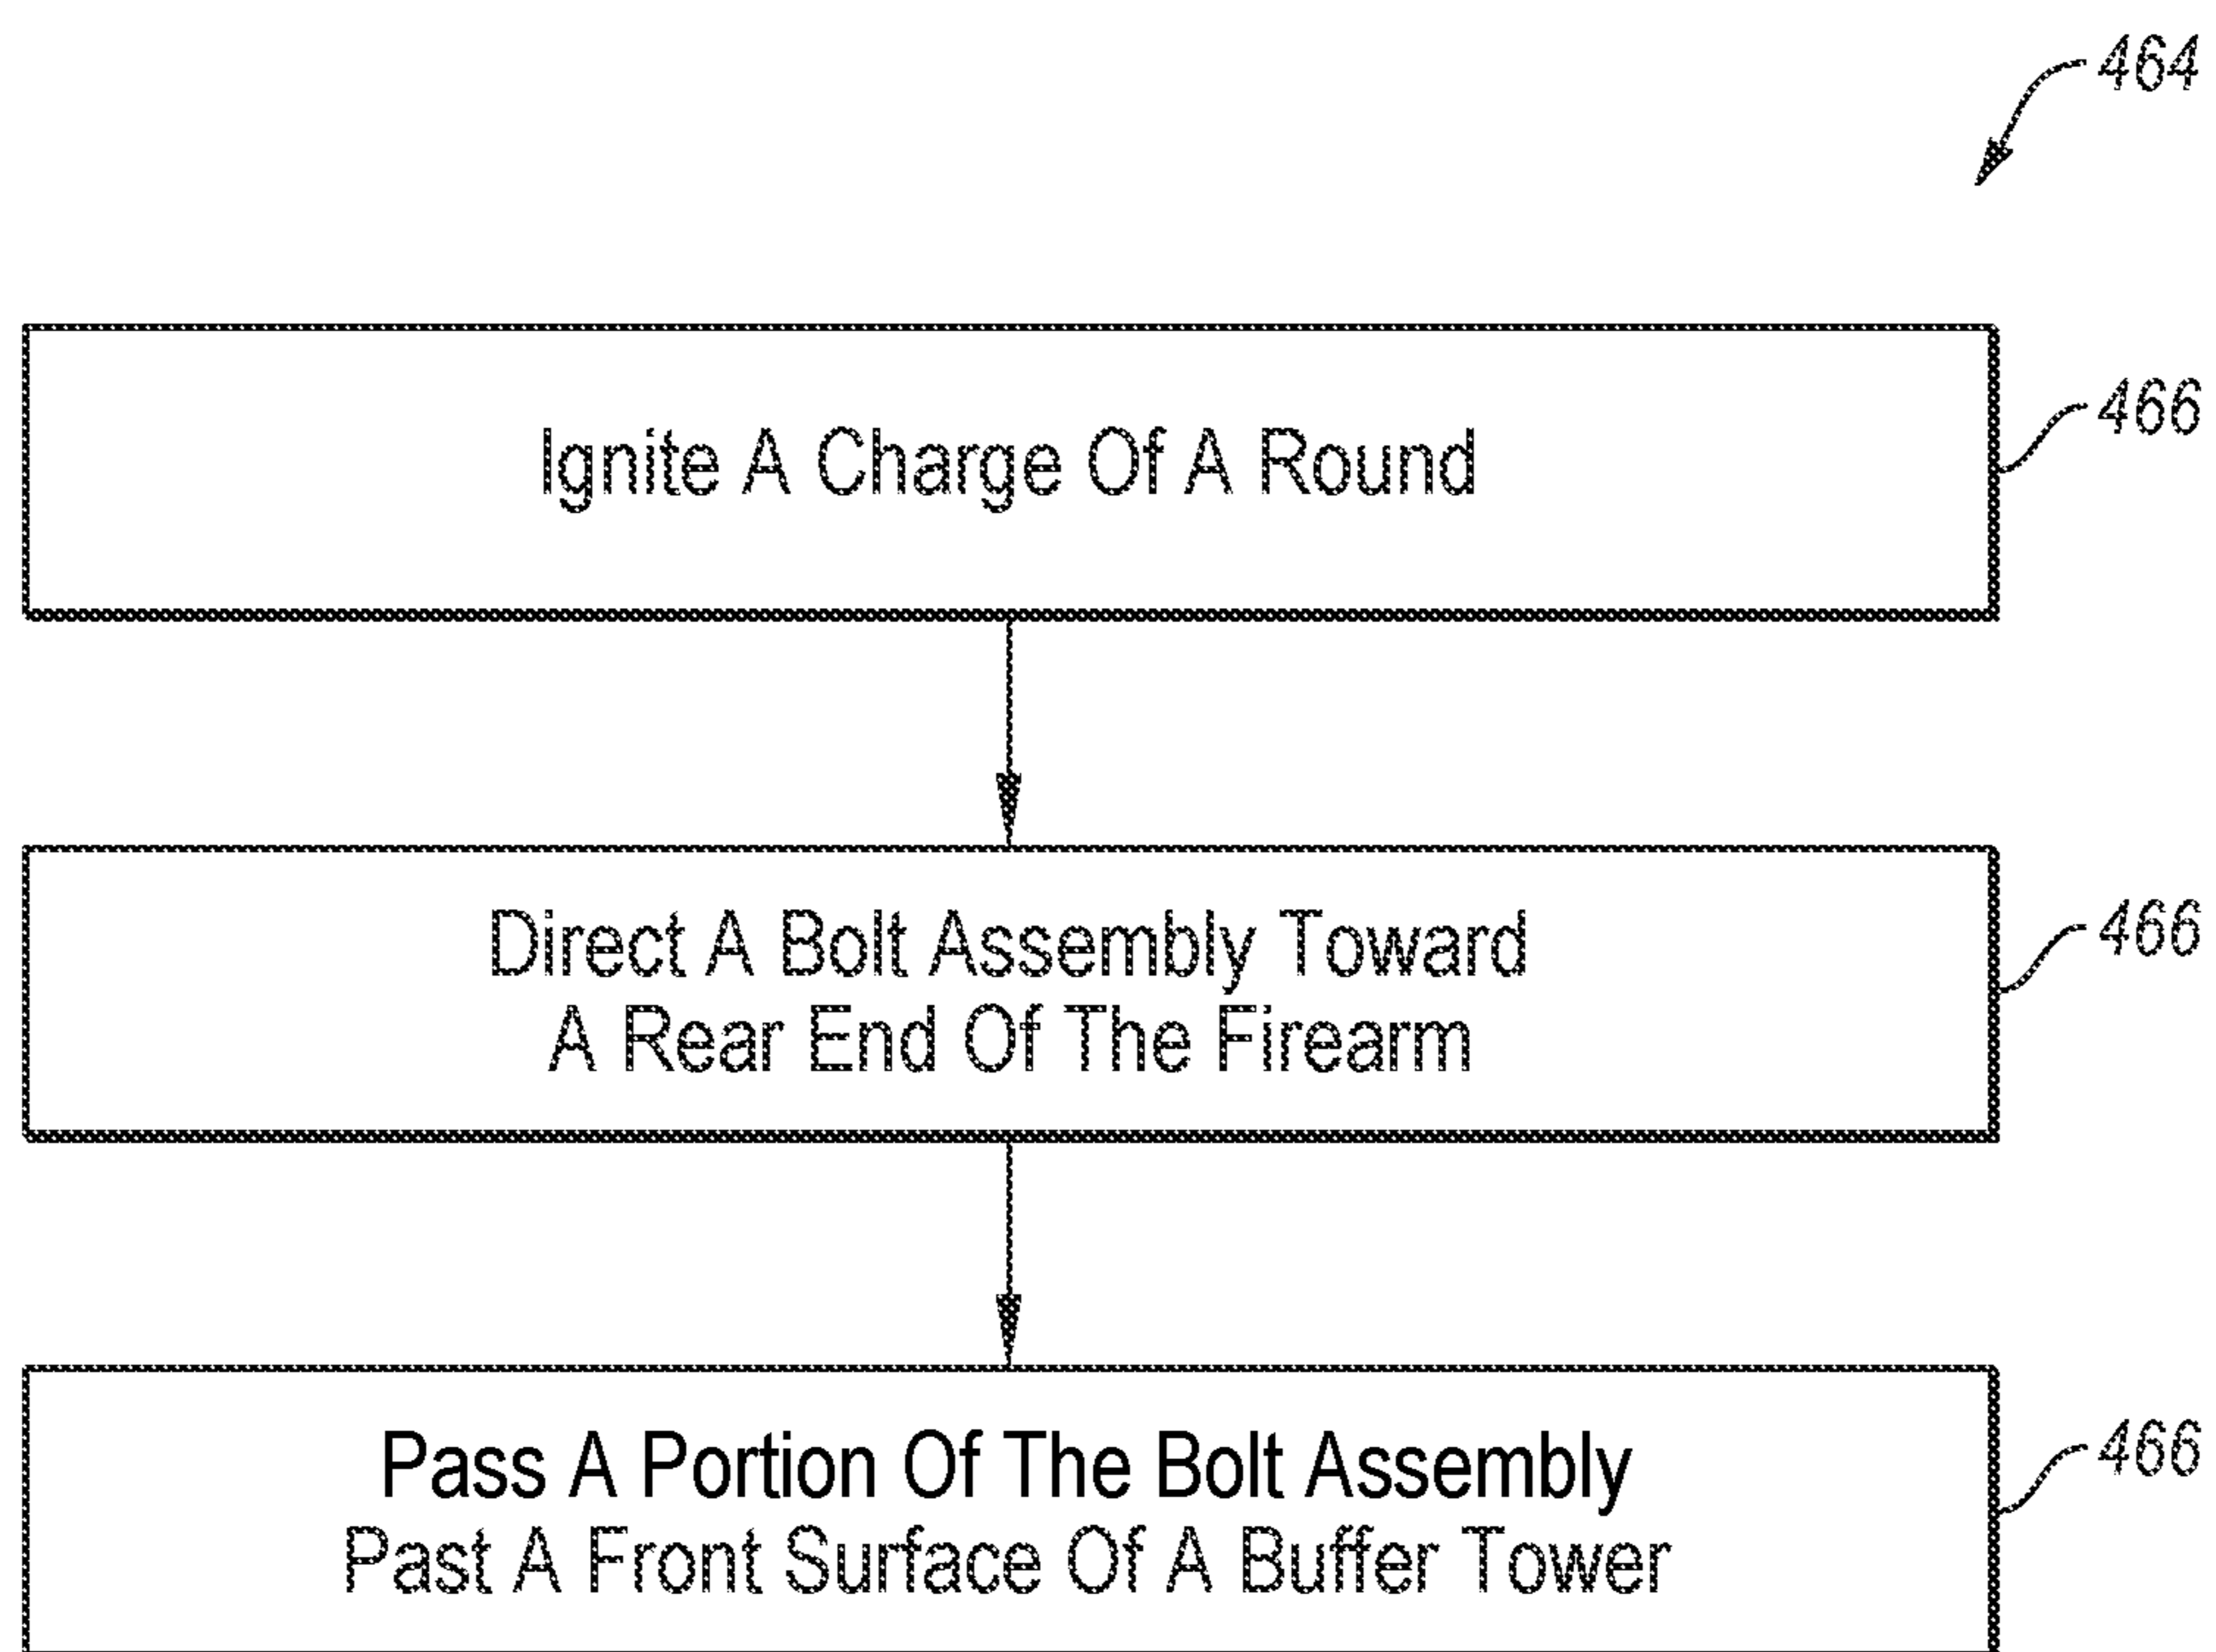 464
Ignite A Charge Of A Round
466
Direct A Bolt Assembly Toward
A Rear End Of The Firearm
466
Pass A Portion Of The Bolt Assembly
Past A Front Surface Of A Buffer Tower
466